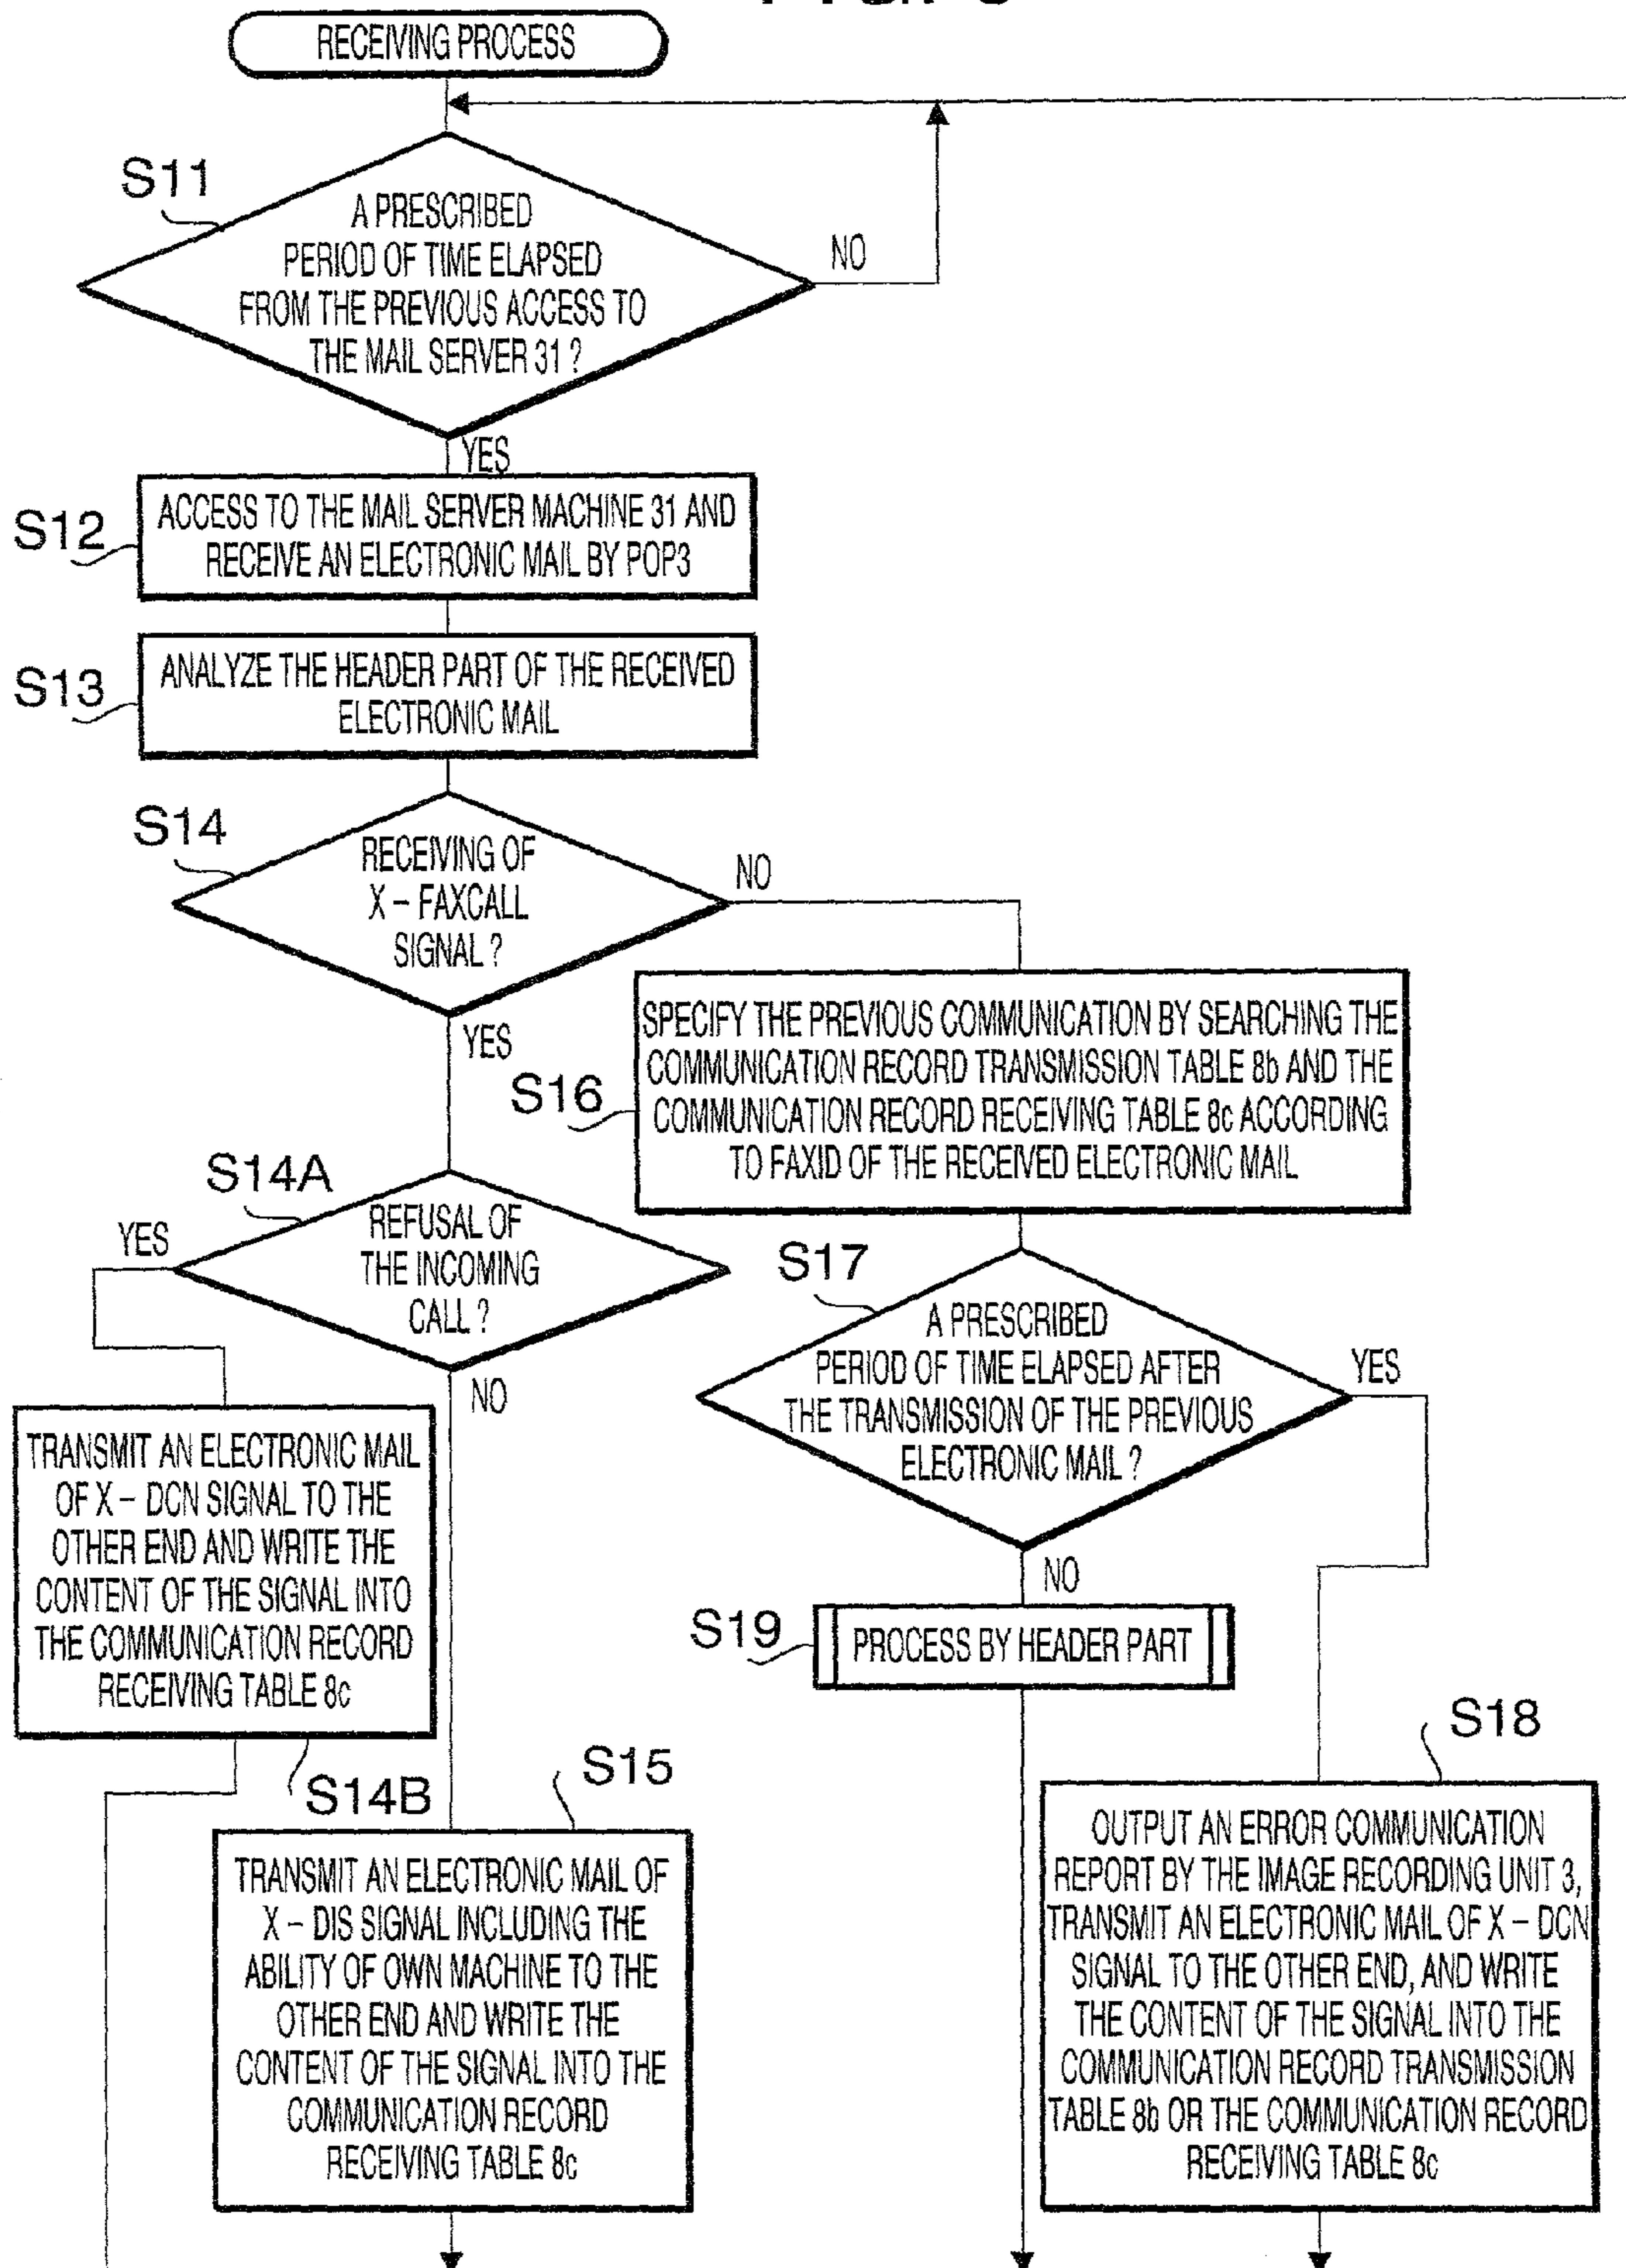 RECEIVING PROCESS
S11
A PRESCRIBED
PERIOD OF TIME ELAPSED
FROM THE PREVIOUS ACCESS TO
THE MAIL SERVER 31 ?
NO
YES
S12
ACCESS TO THE MAIL SERVER MACHINE 31 AND
RECEIVE AN ELECTRONIC MAIL BY POP3
S13
ANALYZE THE HEADER PART OF THE RECEIVED
ELECTRONIC MAIL
S14
RECEIVING OF
X – FAXCALL
SIGNAL ?
NO
YES
S16
SPECIFY THE PREVIOUS COMMUNICATION BY SEARCHING THE
COMMUNICATION RECORD TRANSMISSION TABLE 8b AND THE
COMMUNICATION RECORD RECEIVING TABLE 8c ACCORDING
TO FAXID OF THE RECEIVED ELECTRONIC MAIL
S14A
REFUSAL OF
THE INCOMING
CALL ?
YES
NO
S17
A PRESCRIBED
PERIOD OF TIME ELAPSED AFTER
THE TRANSMISSION OF THE PREVIOUS
ELECTRONIC MAIL ?
YES
NO
TRANSMIT AN ELECTRONIC MAIL
OF X – DCN SIGNAL TO THE
OTHER END AND WRITE THE
CONTENT OF THE SIGNAL INTO
THE COMMUNICATION RECORD
RECEIVING TABLE 8c
S14B
S19
PROCESS BY HEADER PART
S15
TRANSMIT AN ELECTRONIC MAIL OF
X – DIS SIGNAL INCLUDING THE
ABILITY OF OWN MACHINE TO THE
OTHER END AND WRITE THE
CONTENT OF THE SIGNAL INTO THE
COMMUNICATION RECORD
RECEIVING TABLE 8c
S18
OUTPUT AN ERROR COMMUNICATION
REPORT BY THE IMAGE RECORDING UNIT 3,
TRANSMIT AN ELECTRONIC MAIL OF X – DCN
SIGNAL TO THE OTHER END, AND WRITE
THE CONTENT OF THE SIGNAL INTO THE
COMMUNICATION RECORD TRANSMISSION
TABLE 8b OR THE COMMUNICATION RECORD
RECEIVING TABLE 8c